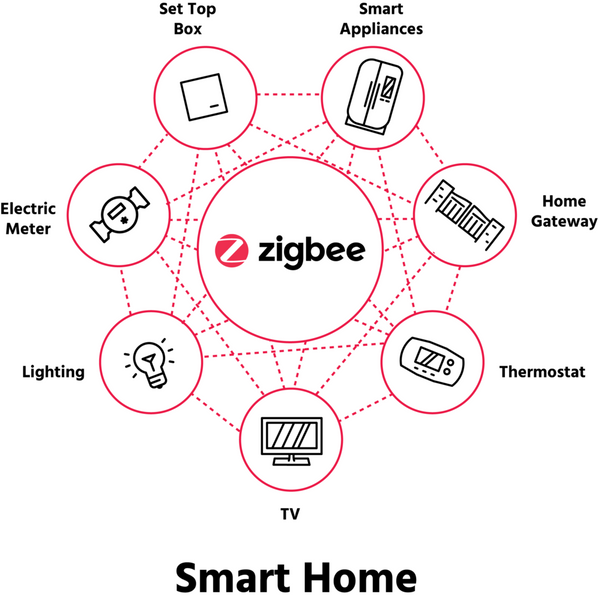 Set Top
Box
Smart
Appliances
Electric
Meter
Home
Gateway
zigbee
Lighting
Thermostat
TV
Smart Home